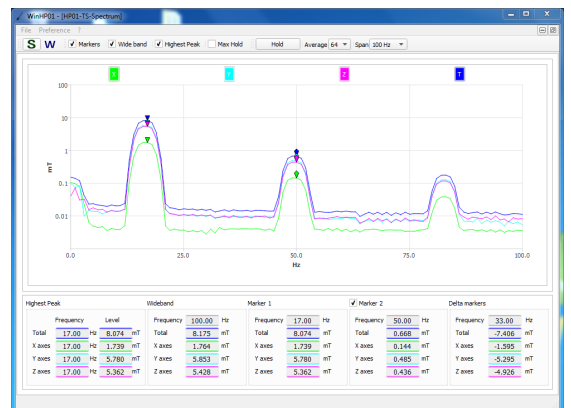 WinHP01 - [HP01-TS-Spectrum]
File Preference ?
S W Markers Wide band Highest Peak Max Hold Hold Average 64 Span 100 Hz
X Y Z T
100
10
1
0.1
0.01
mT
0.0 25.0 50.0 75.0 100.0
Hz
Highest Peak Wideband Marker 1 Marker 2 Delta markers
Frequency Level Frequency 100.00 Hz Frequency 17.00 Hz Frequency 50.00 Hz Frequency 33.00 Hz
Total 17.00 Hz 8.074 mT Total 8.175 mT Total 8.074 mT Total 0.668 mT Total -7.406 mT
X axes 17.00 Hz 1.739 mT X axes 1.764 mT X axes 1.739 mT X axes 0.144 mT X axes -1.595 mT
Y axes 17.00 Hz 5.780 mT Y axes 5.853 mT Y axes 5.780 mT Y axes 0.485 mT Y axes -5.295 mT
Z axes 17.00 Hz 5.362 mT Z axes 5.428 mT Z axes 5.362 mT Z axes 0.436 mT Z axes -4.926 mT